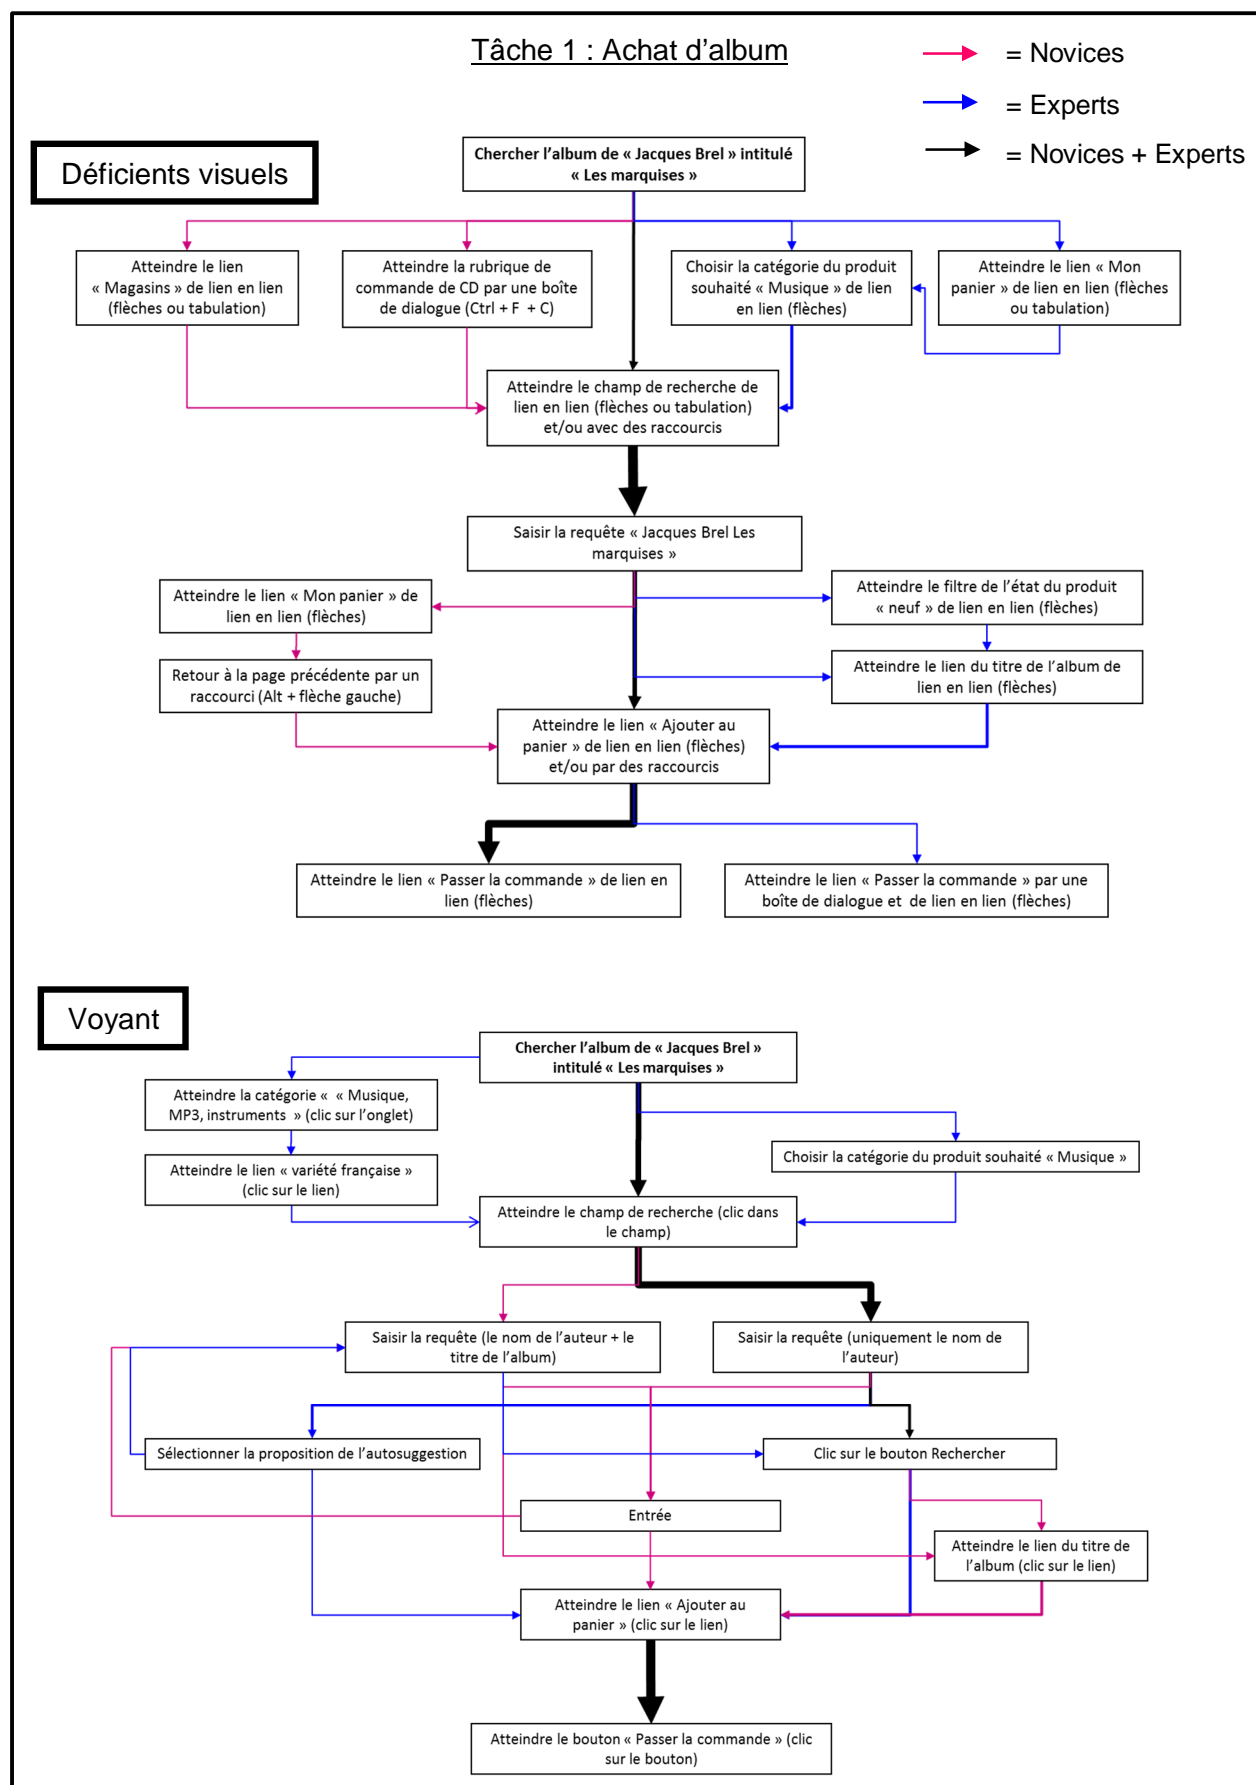 Tâche 1 : Achat d’album
= Novices
= Experts
= Novices + Experts
Déficients visuels
Chercher l’album de « Jacques Brel » intitulé
« Les marquises »
Atteindre le lien
« Magasins » de lien en lien
(flèches ou tabulation)
Atteindre la rubrique de
commande de CD par une boîte
de dialogue (Ctrl + F + C)
Choisir la catégorie du produit
souhaité « Musique » de lien
en lien (flèches)
Atteindre le lien « Mon
panier » de lien en lien (flèches
ou tabulation)
Atteindre le champ de recherche de
lien en lien (flèches ou tabulation)
et/ou avec des raccourcis
Saisir la requête « Jacques Brel Les
marquises »
Atteindre le lien « Mon panier » de
lien en lien (flèches)
Atteindre le filtre de l’état du produit
« neuf » de lien en lien (flèches)
Retour à la page précédente par un
raccourci (Alt + flèche gauche)
Atteindre le lien du titre de l’album de
lien en lien (flèches)
Atteindre le lien « Ajouter au
panier » de lien en lien (flèches)
et/ou par des raccourcis
Atteindre le lien « Passer la commande » de lien en
lien (flèches)
Atteindre le lien « Passer la commande » par une
boîte de dialogue et de lien en lien (flèches)
Voyant
Chercher l’album de « Jacques Brel »
intitulé « Les marquises »
Atteindre la catégorie « « Musique,
MP3, instruments » (clic sur l’onglet)
Atteindre le lien « variété française »
(clic sur le lien)
Choisir la catégorie du produit souhaité « Musique »
Atteindre le champ de recherche (clic dans
le champ)
Saisir la requête (le nom de l’auteur + le
titre de l’album)
Saisir la requête (uniquement le nom de
l’auteur)
Sélectionner la proposition de l’autosuggestion
Clic sur le bouton Rechercher
Entrée
Atteindre le lien du titre de
l’album (clic sur le lien)
Atteindre le lien « Ajouter au
panier » (clic sur le lien)
Atteindre le bouton « Passer la commande » (clic
sur le bouton)